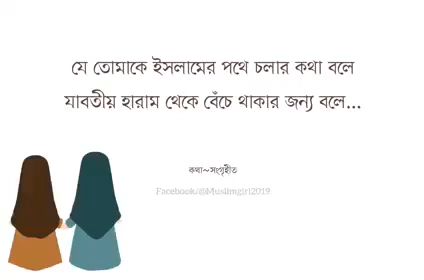 যে তোমাকে ইসলামের পথে চলার কথা বলে
যাবতীয় হারাম থেকে বেঁচে থাকার জন্য বলে...
কথা~সংগৃহীত
Facebook/@Muslimgirl2019